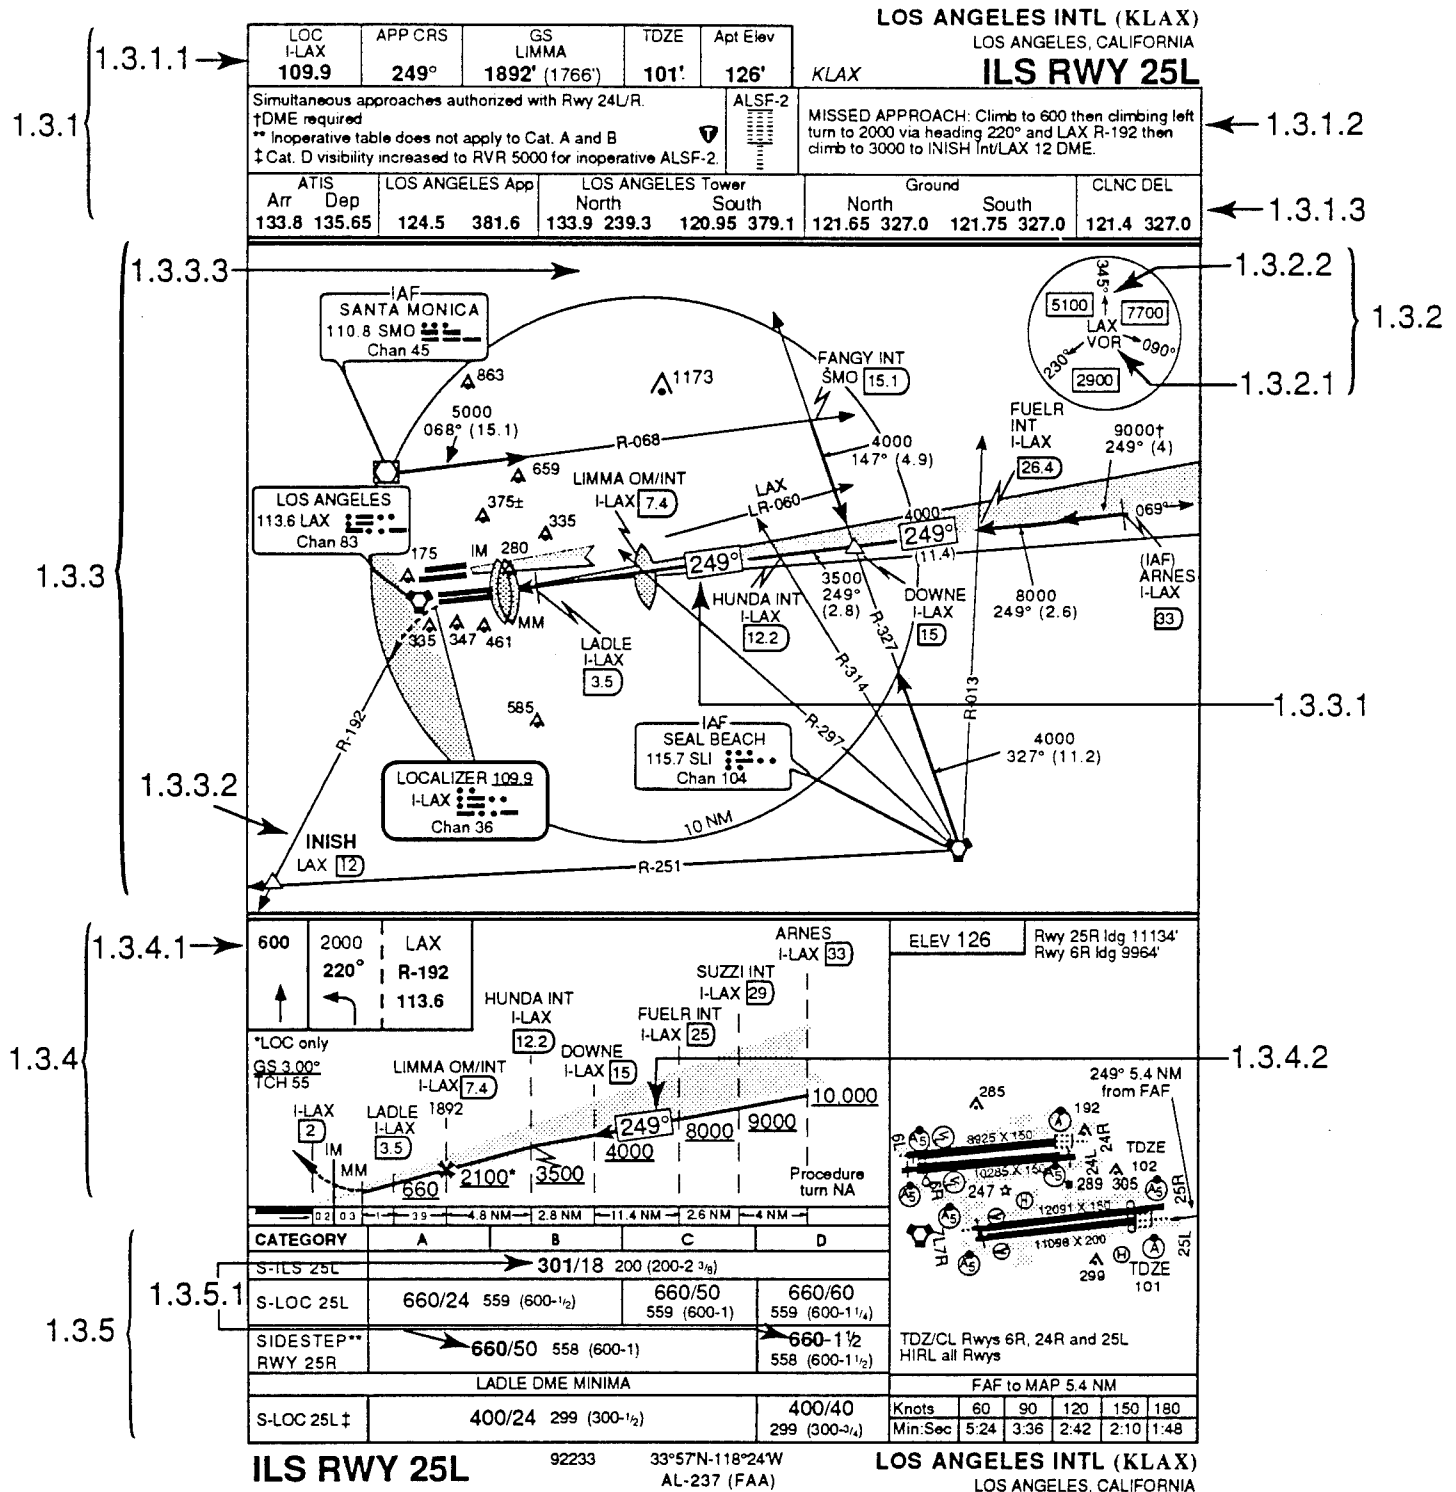 LOS ANGELES INTL (KLAX)
LOS ANGELES, CALIFORNIA
KLAX ILS RWY 25L
LOC
I-LAX
109.9
APP CRS
249°
GS
LIMMA
1892' (1766')
TDZE
101'
Apt Elev
126'
1.3.1
1.3.1.1
1.3.1.2
1.3.1.3
Simultaneous approaches authorized with Rwy 24L/R.
†DME required
** Inoperative table does not apply to Cat. A and B
‡Cat. D visibility increased to RVR 5000 for inoperative ALSF-2.
T
ALSF-2
MISSED APPROACH: Climb to 600 then climbing left
turn to 2000 via heading 220° and LAX R-192 then
climb to 3000 to INISH Int/LAX 12 DME.
ATIS
Arr Dep
133.8 135.65
LOS ANGELES App
124.5 381.6
LOS ANGELES Tower
North South
133.9 239.3 120.95 379.1
Ground
North South
121.65 327.0 121.75 327.0
CLNC DEL
121.4 327.0
1.3.3.3
1.3.2.2
1.3.2
1.3.2.1
345°
5100
7700
LAX
VOR
230°
090°
2900
IAF
SANTA MONICA
110.8 SMO
Chan 45
863
1173
FANGY INT
SMO 15.1
5000
068° (15.1)
R-068
4000
147° (4.9)
FUELR
INT
I-LAX
26.4
9000†
249° (4)
659
LIMMA OM/INT
I-LAX 7.4
LAX
LR-060
LOS ANGELES
113.6 LAX
Chan 83
375±
335
175
IM
280
249°
4000
249°
(11.4)
069°
(IAF)
ARNES
I-LAX
33
1.3.3
3500
249°
(2.8)
8000
249° (2.6)
HUNDA INT
I-LAX
12.2
DOWNE
I-LAX
15
MM
335
347
461
LADLE
I-LAX
3.5
R-327
R-314
R-013
R-297
R-192
585
1.3.3.1
IAF
SEAL BEACH
115.7 SLI
Chan 104
4000
327° (11.2)
1.3.3.2
LOCALIZER 109.9
I-LAX
Chan 36
10 NM
INISH
LAX 12
R-251
1.3.4.1
1.3.4
1.3.4.2
600
2000
220°
LAX
R-192
113.6
ARNES
I-LAX 33
SUZZI INT
I-LAX 29
FUELR INT
I-LAX 25
HUNDA INT
I-LAX
12.2
DOWNE
I-LAX 15
LIMMA OM/INT
I-LAX 7.4
1892
*LOC only
GS 3.00°
TCH 55
I-LAX
2
LADLE
I-LAX
3.5
IM
MM
660
2100*
3500
4000
249°
8000
9000
10,000
Procedure
turn NA
0.2 0.3 1 3.9 4.8 NM 2.8 NM 11.4 NM 2.6 NM 4 NM
ELEV 126
Rwy 25R ldg 11134'
Rwy 6R ldg 9964'
249° 5.4 NM
from FAF
285
192
A
24R
6L
A5
8925 X 150
TDZE
102
10285 X 150
24L
6R
A5
A5
247
H
289
305
A5
25R
12091 X 150
A5
7L
7R
11098 X 200
25L
A5
299
H
A
TDZE
101
TDZ/CL Rwys 6R, 24R and 25L
HIRL all Rwys
FAF to MAP 5.4 NM
Knots 60 90 120 150 180
Min:Sec 5:24 3:36 2:42 2:10 1:48
1.3.5
1.3.5.1
CATEGORY A B C D
S-ILS 25L 301/18 200 (200-2 3/8)
S-LOC 25L 660/24 559 (600-1/2) 660/50 559 (600-1) 660/60 559 (600-1 1/4)
SIDESTEP** RWY 25R 660/50 558 (600-1) 660-1 1/2 558 (600-1 1/2)
LADLE DME MINIMA
S-LOC 25L‡ 400/24 299 (300-1/2) 400/40 299 (300-3/4)
ILS RWY 25L
92233
33°57'N-118°24'W
AL-237 (FAA)
LOS ANGELES INTL (KLAX)
LOS ANGELES, CALIFORNIA